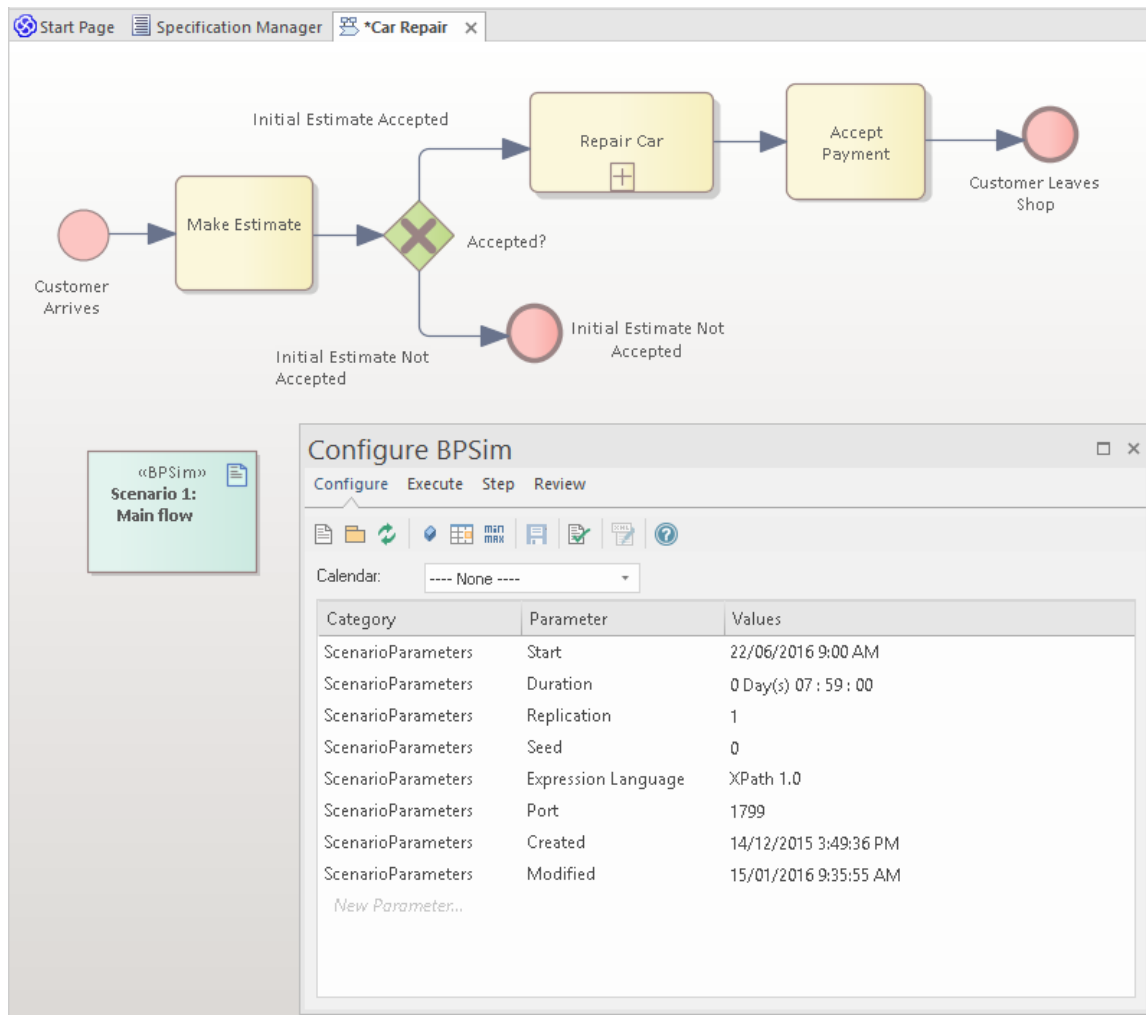 Start Page Specification Manager *Car Repair
Initial Estimate Accepted
Repair Car
Accept
Payment
Customer Leaves
Shop
Make Estimate
Accepted?
Customer
Arrives
Initial Estimate Not
Accepted
Initial Estimate Not
Accepted
«BPSim»
Scenario 1:
Main flow
Configure BPSim
Configure Execute Step Review
min
max
XML
Calendar: ---- None ----
Category Parameter Values
ScenarioParameters Start 22/06/2016 9:00 AM
ScenarioParameters Duration 0 Day(s) 07 : 59 : 00
ScenarioParameters Replication 1
ScenarioParameters Seed 0
ScenarioParameters Expression Language XPath 1.0
ScenarioParameters Port 1799
ScenarioParameters Created 14/12/2015 3:49:36 PM
ScenarioParameters Modified 15/01/2016 9:35:55 AM
New Parameter...